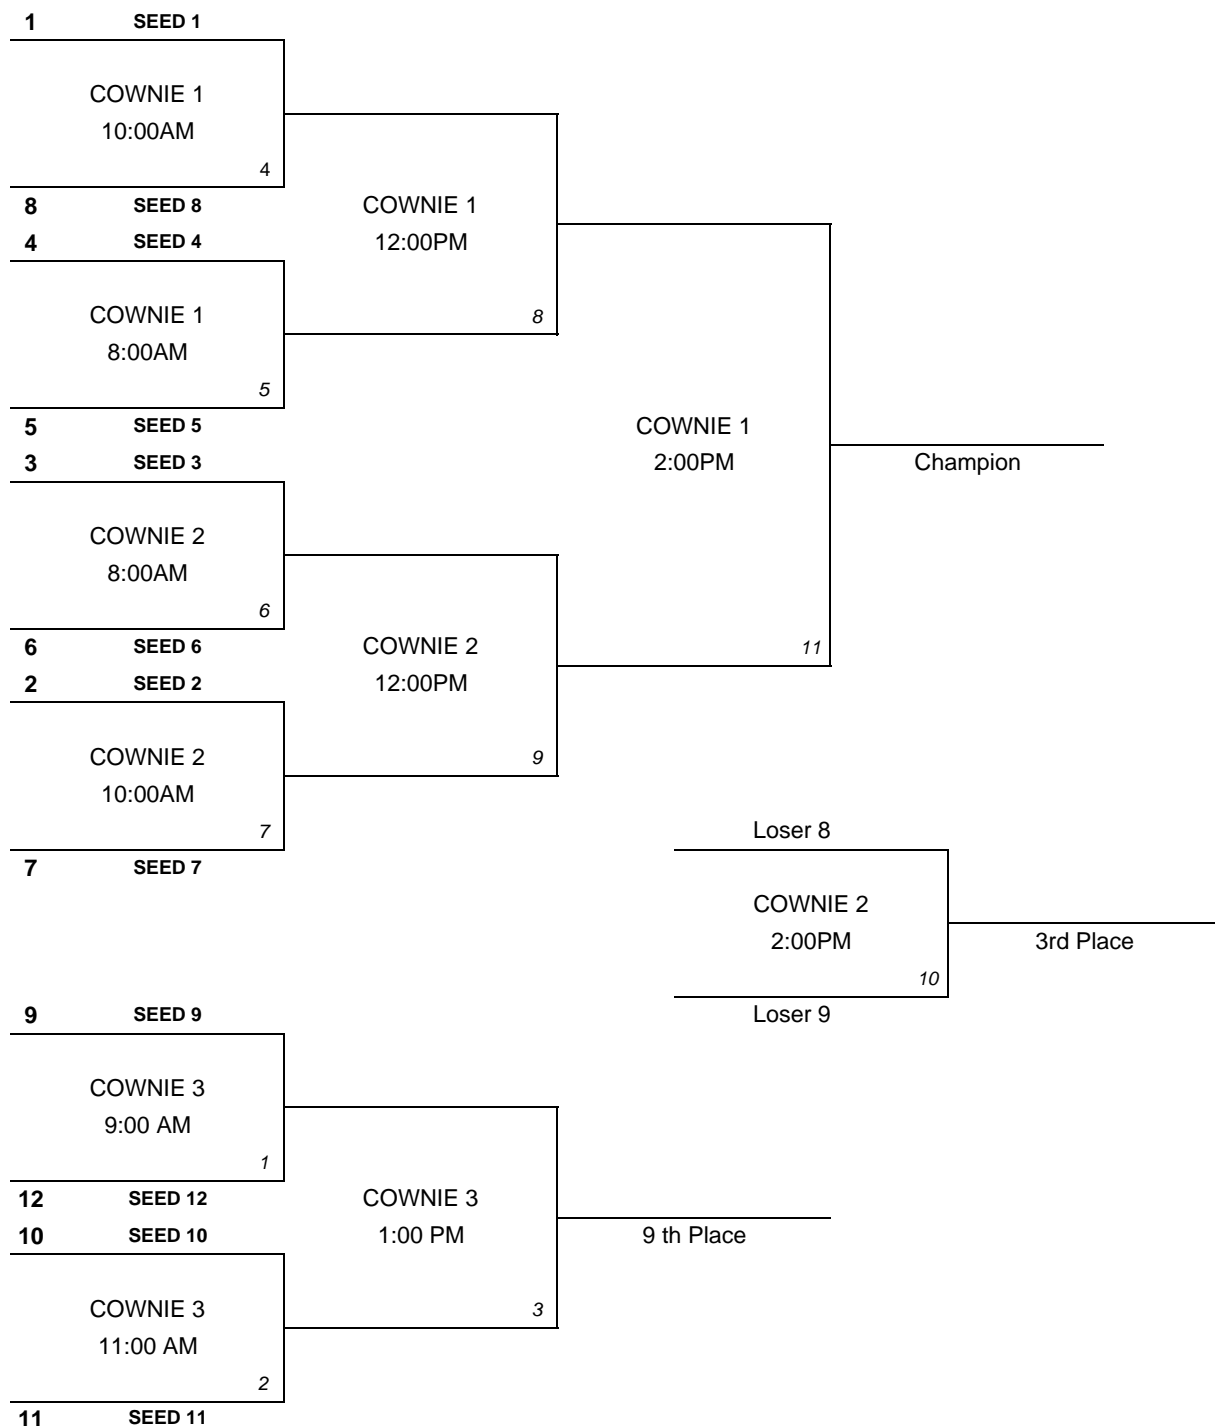 1 SEED 1
COWNIE 1
10:00AM
4
8 SEED 8
4 SEED 4
COWNIE 1
8:00AM
5
5 SEED 5
COWNIE 1
12:00PM
8
3 SEED 3
COWNIE 2
8:00AM
6
6 SEED 6
2 SEED 2
COWNIE 2
10:00AM
7
7 SEED 7
COWNIE 2
12:00PM
9
COWNIE 1
2:00PM
11
Champion
Loser 8
COWNIE 2
2:00PM
10
Loser 9
3rd Place
9 SEED 9
COWNIE 3
9:00 AM
1
12 SEED 12
10 SEED 10
COWNIE 3
11:00 AM
2
11 SEED 11
COWNIE 3
1:00 PM
3
9 th Place